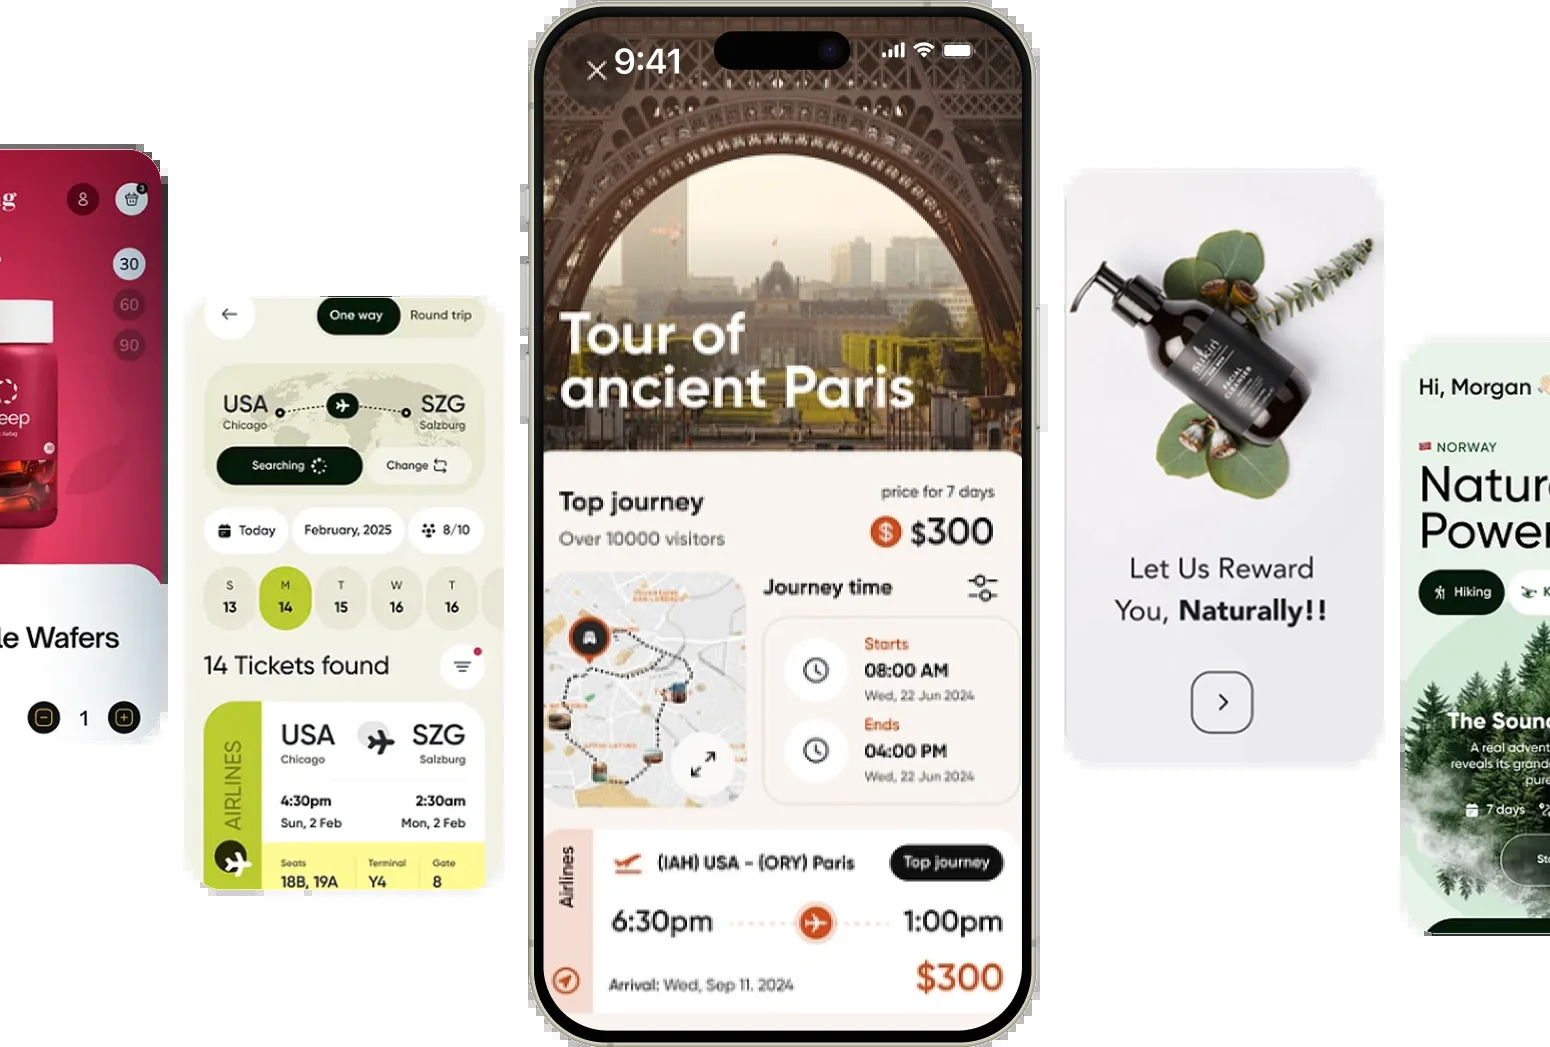 3
30
60
90
eep
le Wafers
1
One way
Round trip
USA
SZG
Chicago
Salzburg
Searching
Change
Today
February, 2025
8/10
S
M
T
W
T
13
14
15
16
16
14 Tickets found
AIRLINES
USA
SZG
Chicago
Salzburg
4:30pm
2:30am
Sun, 2 Feb
Mon, 2 Feb
Seats
Terminal
Gate
18B, 19A
Y4
8
9:41
Tour of
ancient Paris
Top journey
price for 7 days
Over 10000 visitors
$300
Journey time
Starts
08:00 AM
Wed, 22 Jun 2024
Ends
04:00 PM
Wed, 22 Jun 2024
Airlines
(IAH) USA - (ORY) Paris
Top journey
6:30pm
1:00pm
Arrival: Wed, Sep 11. 2024
$300
sukin
FACIAL
CLEANSER
Let Us Reward
You, Naturally!!
Hi, Morgan
NORWAY
Natur
Power
Hiking
K
The Soun
A real advent
reveals its grand
pure
7 days
St